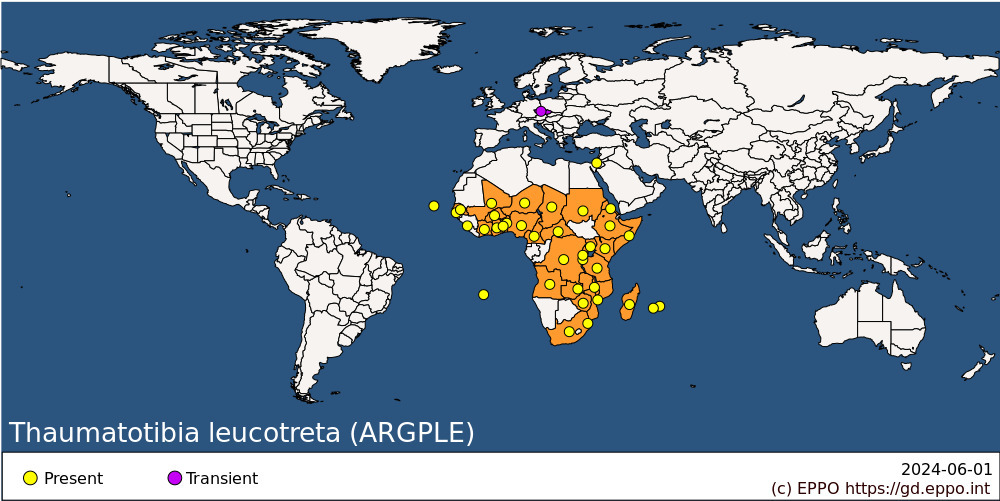 Thaumatotibia leucotreta (ARGPLE)
Present
Transient
2024-06-01
(c) EPPO https://gd.eppo.int